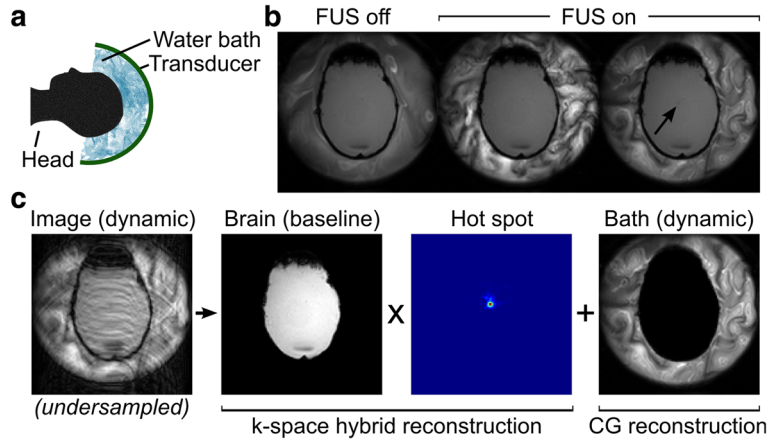 a
Water bath
Transducer
Head
b
FUS off
FUS on
c
Image (dynamic)
Brain (baseline)
Hot spot
Bath (dynamic)
x
+
(undersampled)
k-space hybrid reconstruction
CG reconstruction